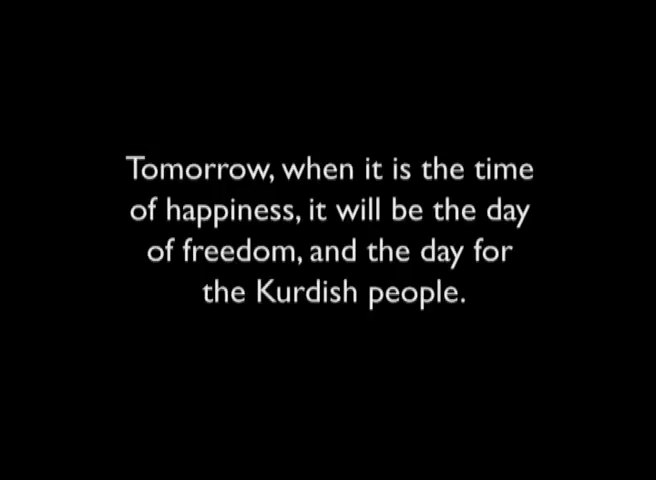 Tomorrow, when it is the time
of happiness, it will be the day
of freedom, and the day for
the Kurdish people.